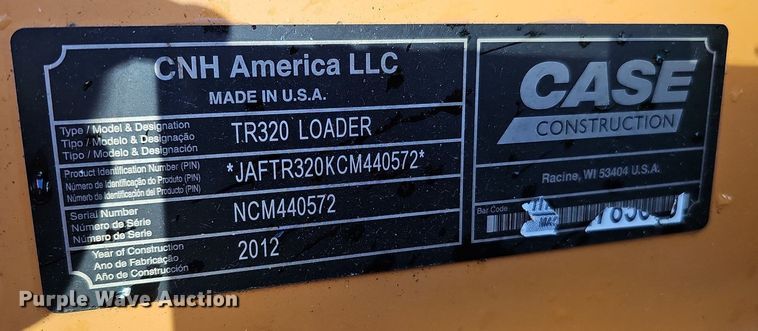 CNH America LLC
MADE IN U.S.A.
Type / Model & Designation
Tipo / Modelo & Designação
Tipo / Modelo & Designación
TR320 LOADER
Product Identification Number (PIN)
Número de Identificação do Produto (PIN)
Número de Identificación del Producto (PIN)
*JAFTR320KCM440572*
Serial Number
Número de Série
Número de Serie
NCM440572
Year of Construction
Ano de Fabricação
Año de Construcción
2012
CASE
CONSTRUCTION
Racine, WI 53404 U.S.A.
Bar Code
Purple Wave Auction